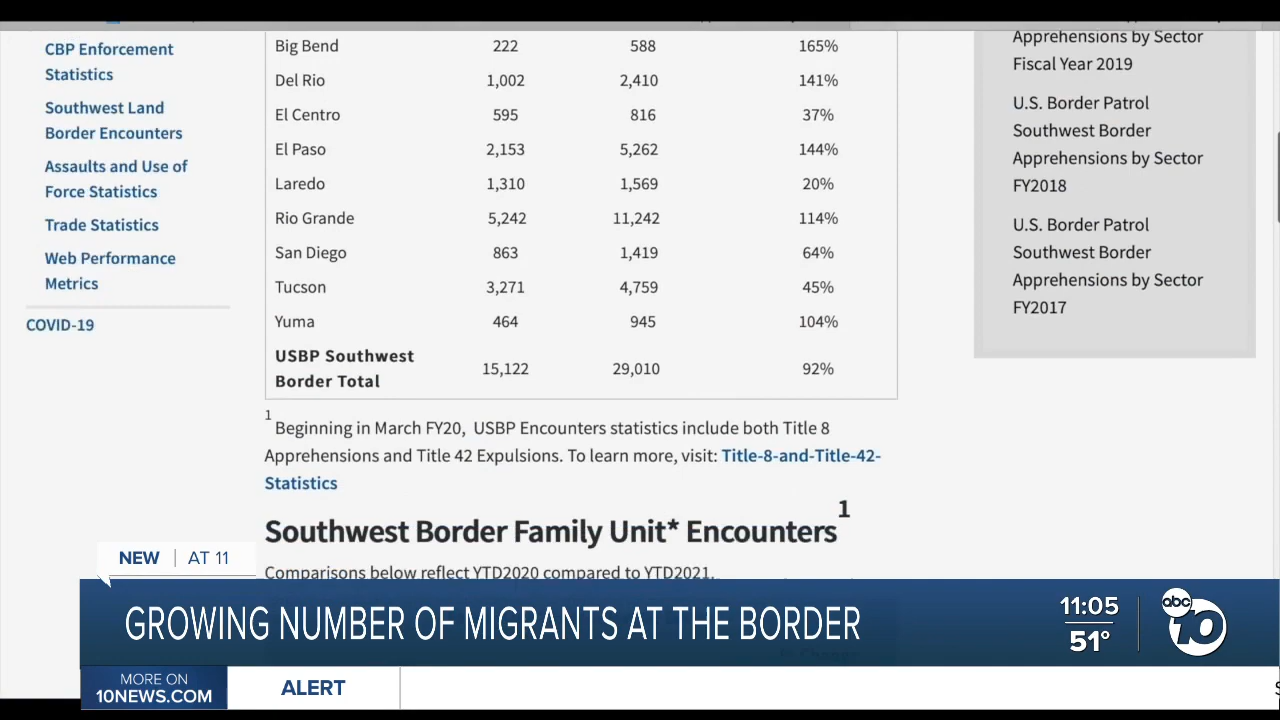 CBP Enforcement
Statistics
Southwest Land
Border Encounters
Assaults and Use of
Force Statistics
Trade Statistics
Web Performance
Metrics
COVID-19
Big Bend 222 588 165%
Del Rio 1,002 2,410 141%
El Centro 595 816 37%
El Paso 2,153 5,262 144%
Laredo 1,310 1,569 20%
Rio Grande 5,242 11,242 114%
San Diego 863 1,419 64%
Tucson 3,271 4,759 45%
Yuma 464 945 104%
USBP Southwest
Border Total 15,122 29,010 92%
1 Beginning in March FY20, USBP Encounters statistics include both Title 8
Apprehensions and Title 42 Expulsions. To learn more, visit: Title-8-and-Title-42-
Statistics
Southwest Border Family Unit* Encounters1
Comparisons below reflect YTD2020 compared to YTD2021.
Apprehensions by Sector
Fiscal Year 2019
U.S. Border Patrol
Southwest Border
Apprehensions by Sector
FY2018
U.S. Border Patrol
Southwest Border
Apprehensions by Sector
FY2017
NEW | AT 11
GROWING NUMBER OF MIGRANTS AT THE BORDER
11:05
51°
abc
10
MORE ON
10NEWS.COM
ALERT